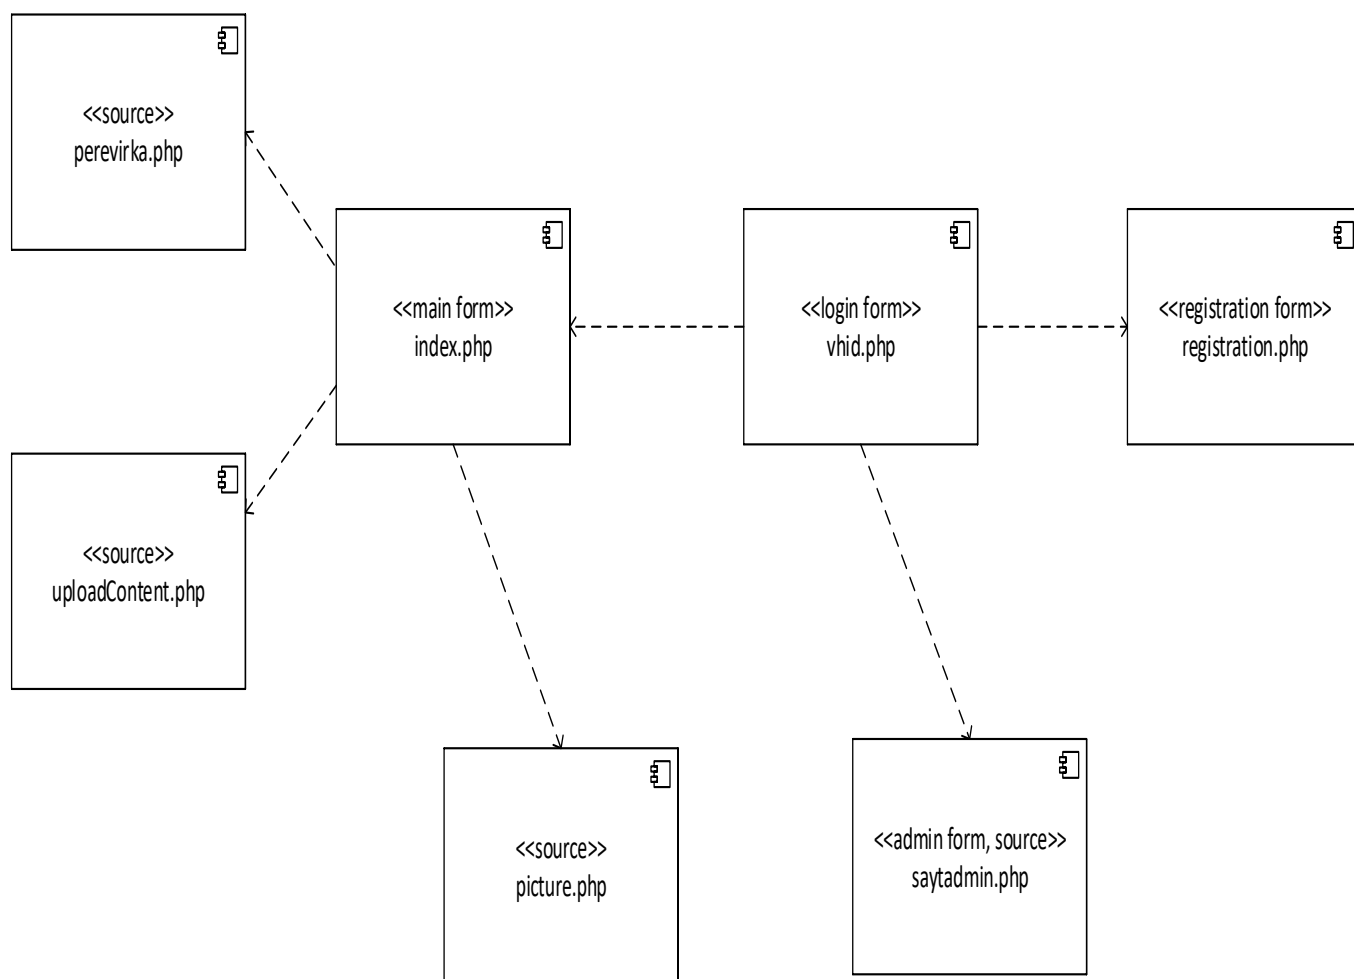 <<source>>
perevirka.php
<<main form>>
index.php
<<login form>>
vhid.php
<<registration form>>
registration.php
<<source>>
uploadContent.php
<<source>>
picture.php
<<admin form, source>>
saytadmin.php